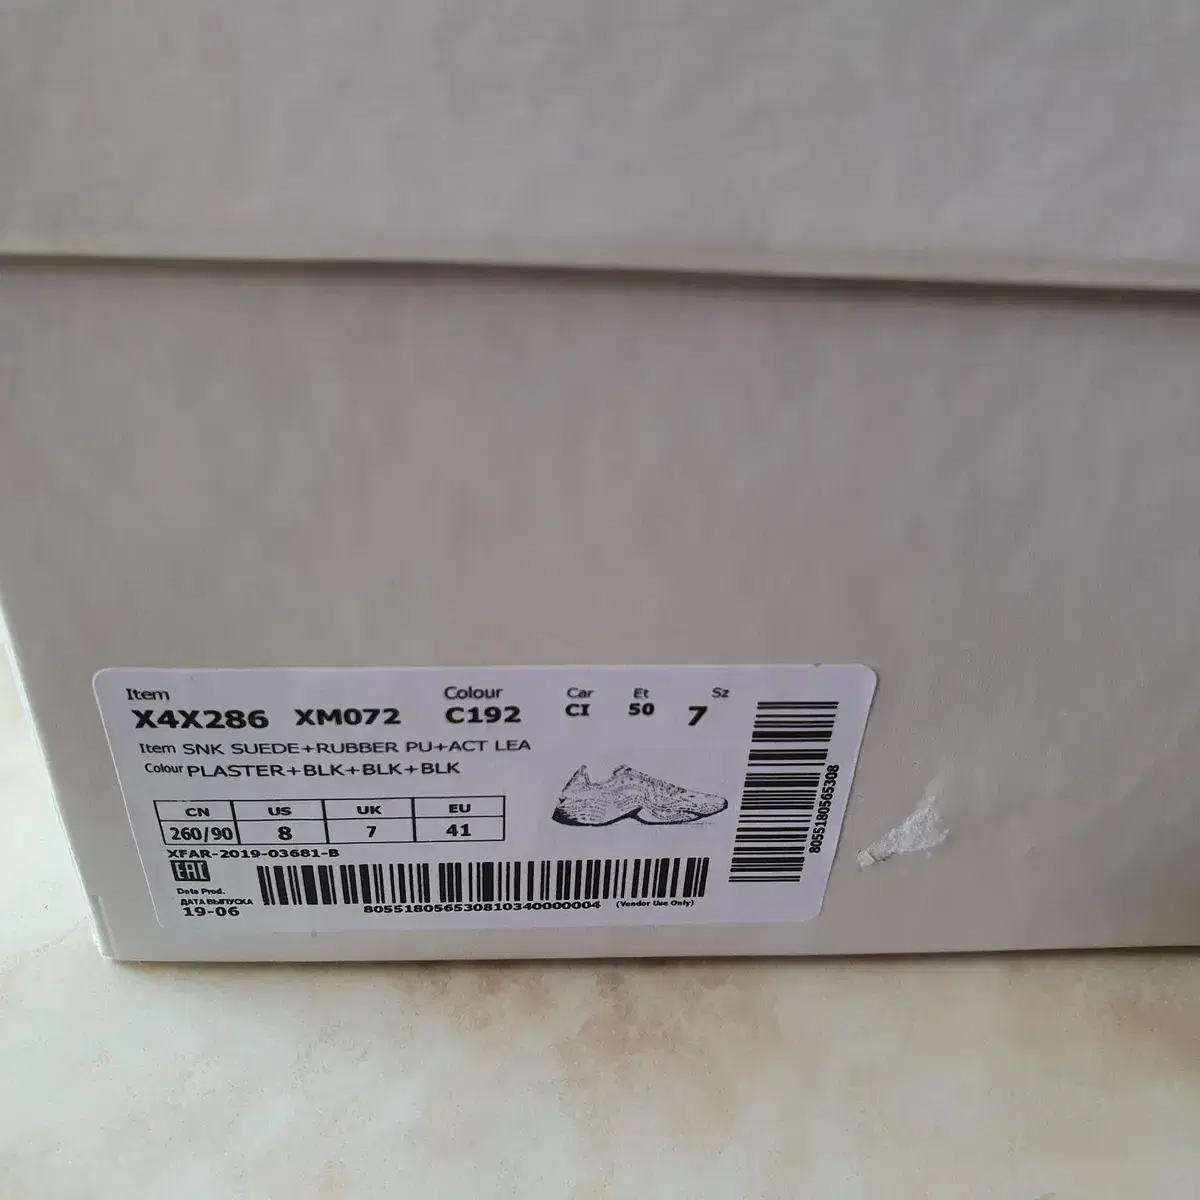 Item Colour Car Et Sz
X4X286 XM072 C192 CI 50 7
Item SNK SUEDE+RUBBER PU+ACT LEA
Colour PLASTER+BLK+BLK+BLK
CN US UK EU
260/90 8 7 41
XFAR-2019-03681-B
EAC
Data Prod.
ДАТА ВЫПУСКА
19-06
805518056530810340000004 (Vendor Use Only)
8055180565308